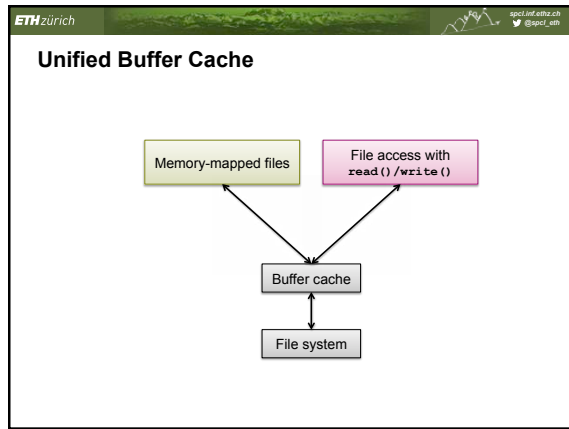 ETH zürich
spcl.inf.ethz.ch
@spcl_eth
Unified Buffer Cache
Memory-mapped files
File access with
read()/write()
Buffer cache
File system